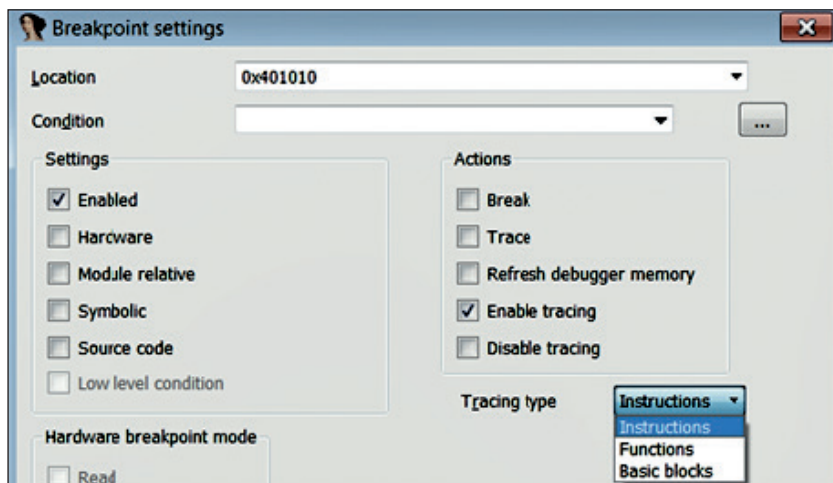 Breakpoint settings
Location
0x401010
Condition
...
Settings
Enabled
Hardware
Module relative
Symbolic
Source code
Low level condition
Actions
Break
Trace
Refresh debugger memory
Enable tracing
Disable tracing
Tracing type
Instructions
Instructions
Functions
Basic blocks
Hardware breakpoint mode
Read